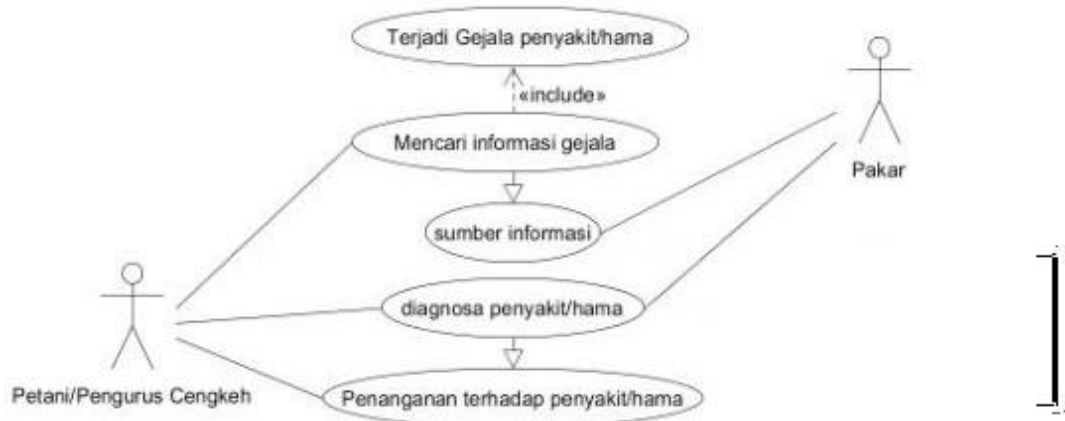 Terjadi Gejala penyakit/hama
«include»
Mencari informasi gejala
Pakar
sumber informasi
diagnosa penyakit/hama
Petani/Pengurus Cengkeh
Penanganan terhadap penyakit/hama